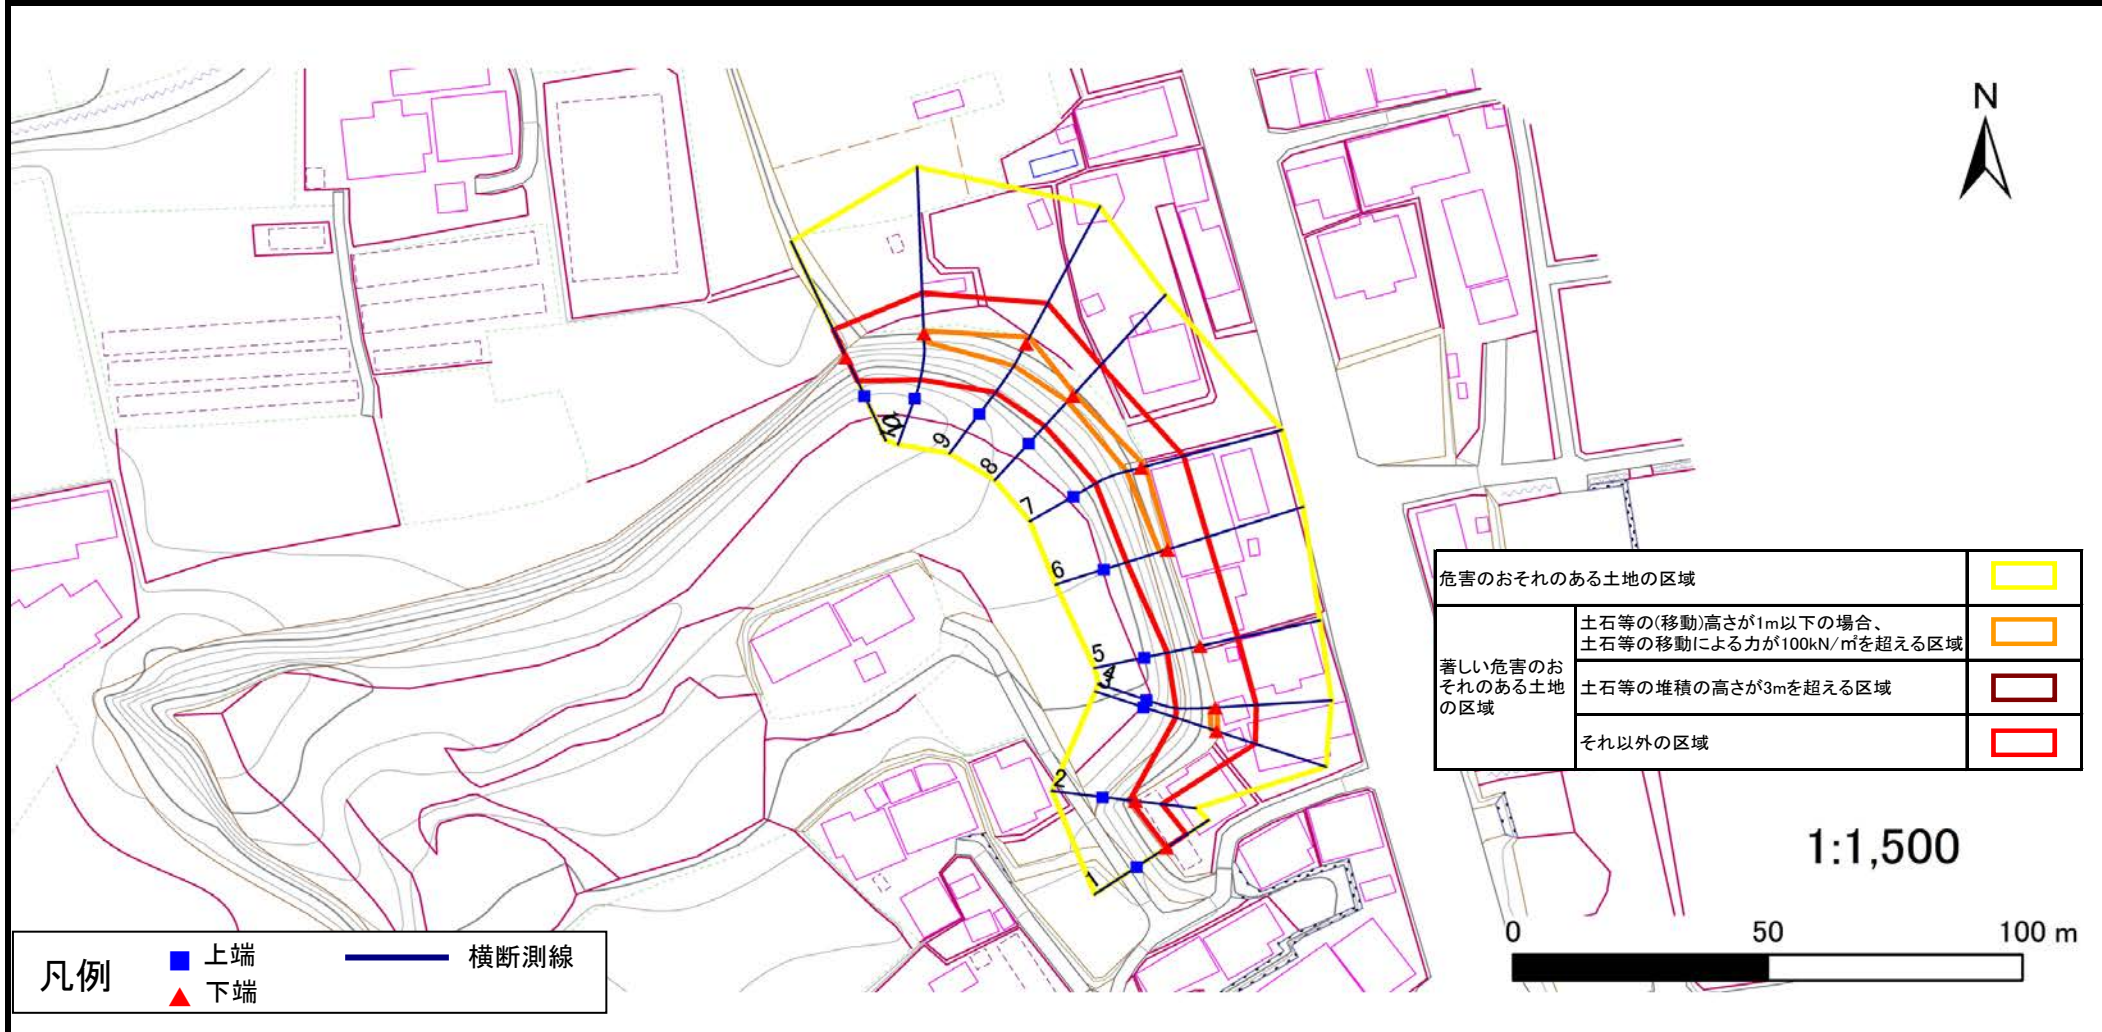 N
9
8
7
6
5
4
3
2
1
危害のおそれのある土地の区域
著しい危害のお
それのある土地
の区域
土石等の(移動)高さが1m以下の場合、
土石等の移動による力が100kN/㎡を超える区域
土石等の堆積の高さが3mを超える区域
それ以外の区域
1:1,500
0 50 100 m
凡例
上端
下端
横断測線